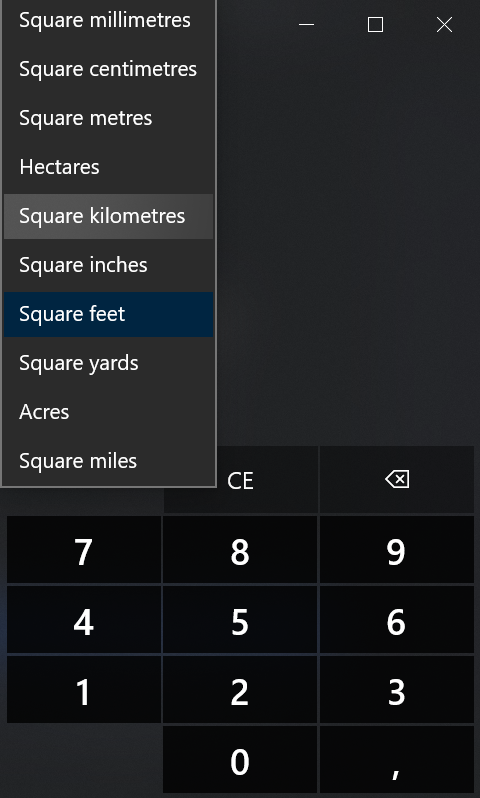 Square millimetres
Square centimetres
Square metres
Hectares
Square kilometres
Square inches
Square feet
Square yards
Acres
Square miles
CE
7 8 9
4 5 6
1 2 3
0 ,